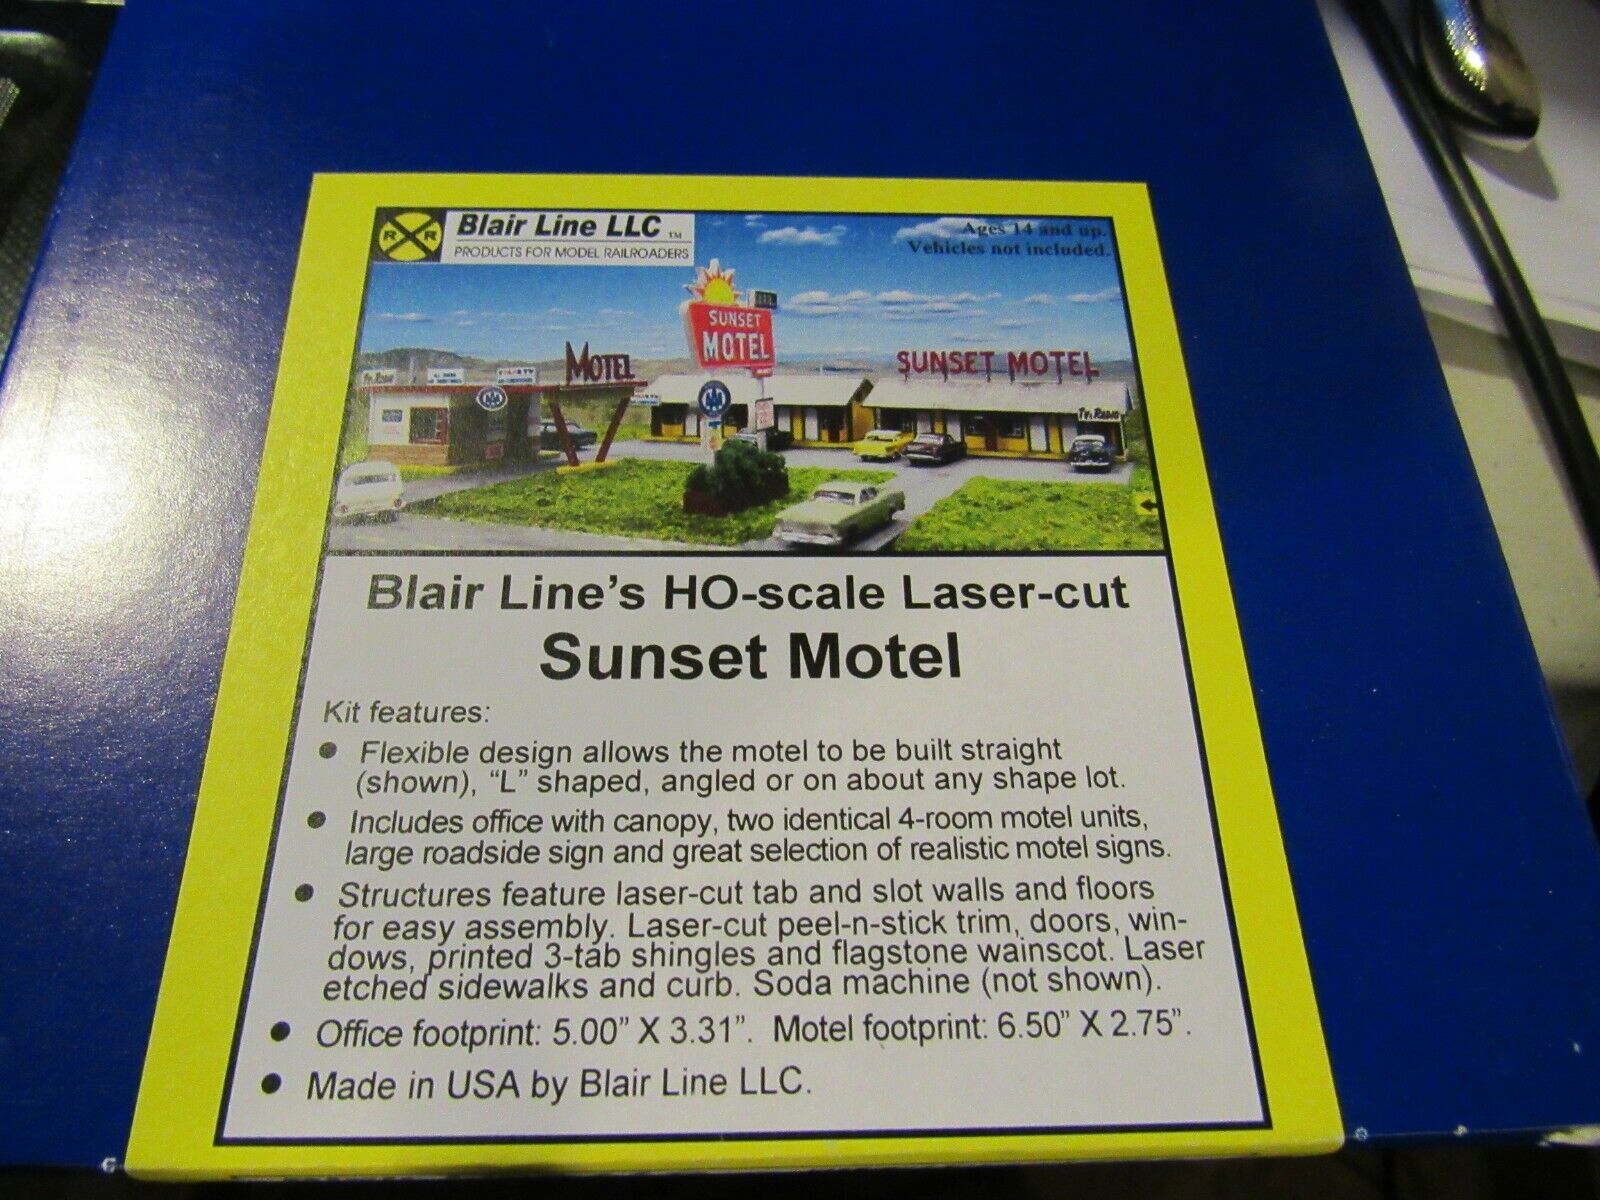 R R
Blair Line LLC TM
PRODUCTS FOR MODEL RAILROADERS
Ages 14 and up.
Vehicles not included.
SUNSET
MOTEL
MOTEL
SUNSET MOTEL
TV. RADIO
Blair Line's HO-scale Laser-cut
Sunset Motel
Kit features:
● Flexible design allows the motel to be built straight
(shown), “L” shaped, angled or on about any shape lot.
● Includes office with canopy, two identical 4-room motel units,
large roadside sign and great selection of realistic motel signs.
● Structures feature laser-cut tab and slot walls and floors
for easy assembly. Laser-cut peel-n-stick trim, doors, win-
dows, printed 3-tab shingles and flagstone wainscot. Laser
etched sidewalks and curb. Soda machine (not shown).
● Office footprint: 5.00” X 3.31”. Motel footprint: 6.50” X 2.75”.
● Made in USA by Blair Line LLC.